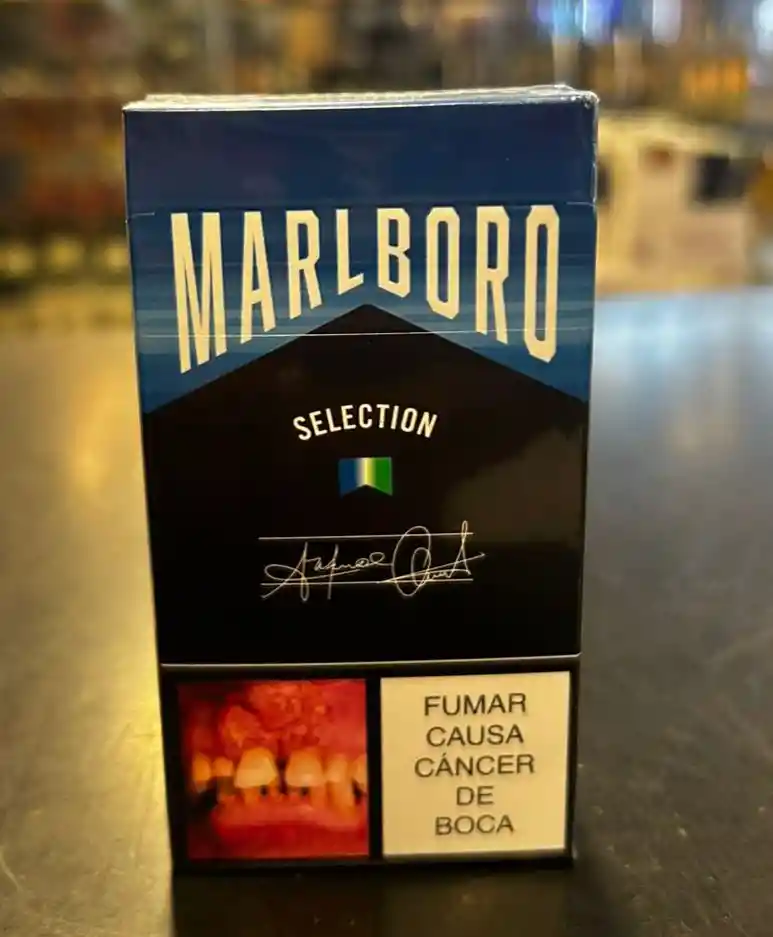 MARLBORO
SELECTION
FUMAR
CAUSA
CÁNCER
DE
BOCA